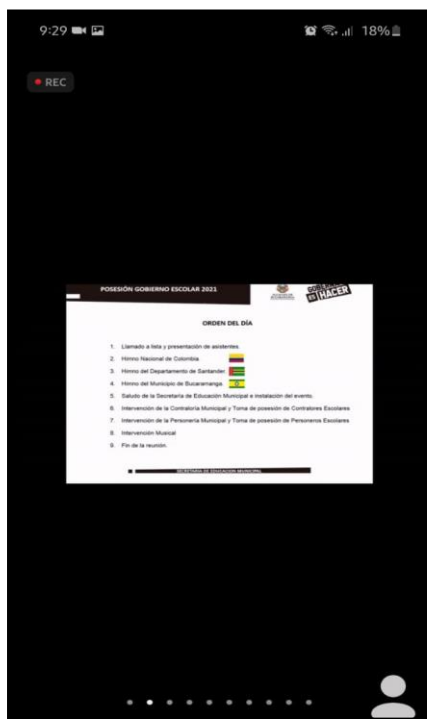 9:29 18%
REC
POSESIÓN GOBIERNO ESCOLAR 2021
ES HACER
ORDEN DEL DÍA
1. Llamado a lista y presentación de asistentes.
2. Himno Nacional de Colombia.
3. Himno del Departamento de Santander.
4. Himno del Municipio de Bucaramanga.
5. Saludo de la Secretaria de Educación Municipal e instalación del evento.
6. Intervención de la Contraloría Municipal y Toma de posesión de Contralores Escolares
7. Intervención de la Personería Municipal y Toma de posesión de Personeros Escolares
8. Intervención Musical
9. Fin de la reunión.
SECRETARIA DE EDUCACION MUNICIPAL